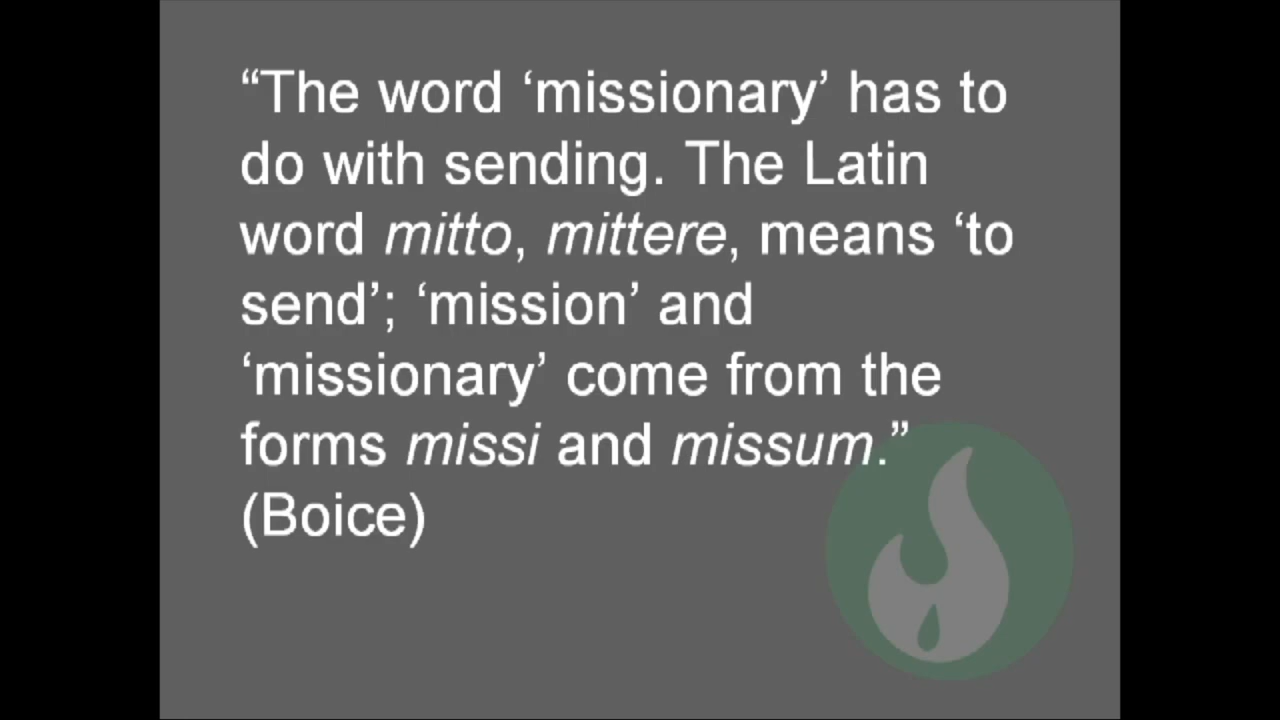 “The word ‘missionary’ has to
do with sending. The Latin
word mitto, mittere, means ‘to
send’; ‘mission’ and
‘missionary’ come from the
forms missi and missum.”
(Boice)